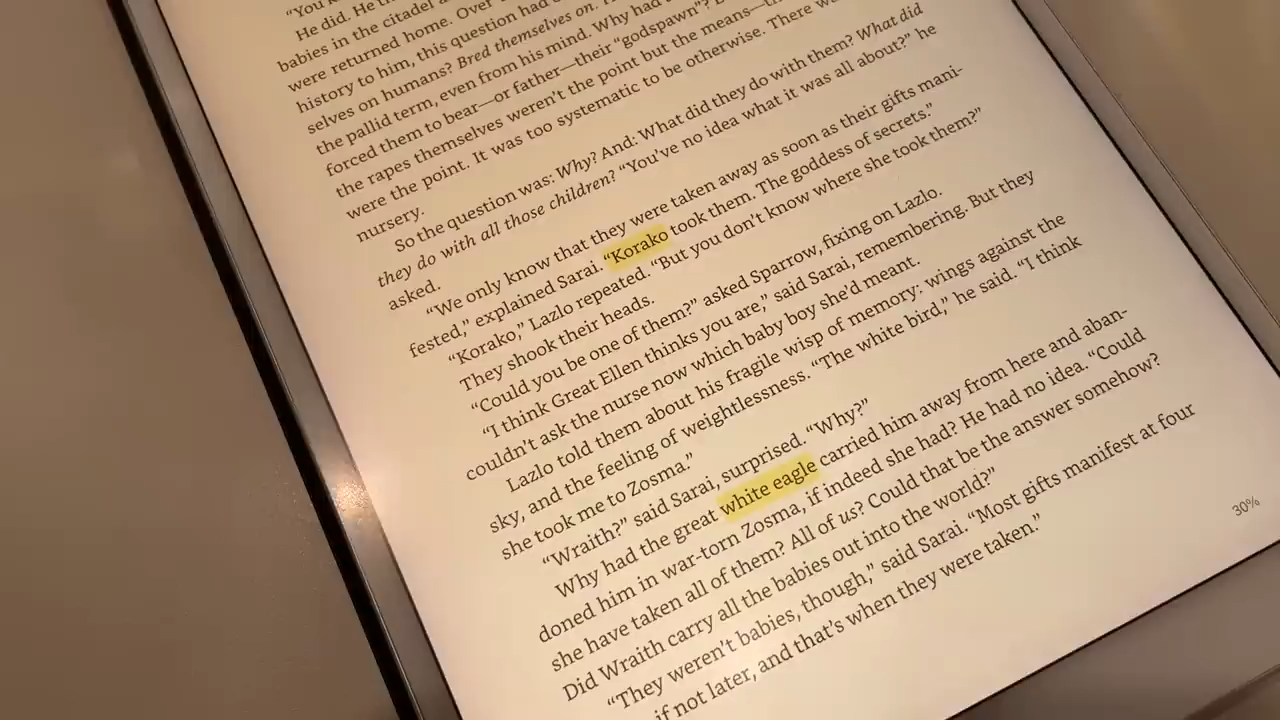 "You k
He did. He th
babies in the citadel a
were returned home. Over
history to him, this question had
selves on humans? Bred themselves on.
the pallid term, even from his mind. Why had
forced them to bear—or father—their "godspawn"?
the rapes themselves weren't the point but the means—th
were the point. It was too systematic to be otherwise. There we
nursery.
So the question was: Why? And: What did they do with them? What did
they do with all those children? "You've no idea what it was all about?" he
asked.
"We only know that they were taken away as soon as their gifts mani-
fested," explained Sarai. "Korako took them. The goddess of secrets."
"Korako," Lazlo repeated. "But you don't know where she took them?"
They shook their heads.
"Could you be one of them?" asked Sparrow, fixing on Lazlo.
"I think Great Ellen thinks you are," said Sarai, remembering. But they
couldn't ask the nurse now which baby boy she'd meant.
Lazlo told them about his fragile wisp of memory: wings against the
sky, and the feeling of weightlessness. "The white bird," he said. "I think
she took me to Zosma."
"Wraith?" said Sarai, surprised. "Why?"
Why had the great white eagle carried him away from here and aban-
doned him in war-torn Zosma, if indeed she had? He had no idea. "Could
she have taken all of them? All of us? Could that be the answer somehow?
Did Wraith carry all the babies out into the world?"
"They weren't babies, though," said Sarai. "Most gifts manifest at four
if not later, and that's when they were taken."
30%